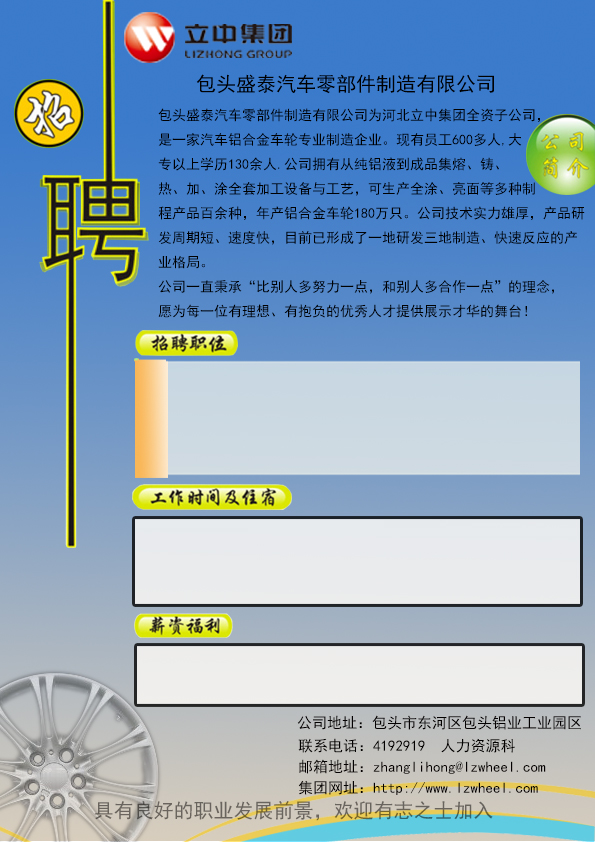 立中集团
LIZHONG GROUP
招
聘
包头盛泰汽车零部件制造有限公司
包头盛泰汽车零部件制造有限公司为河北立中集团全资子公司，
是一家汽车铝合金车轮专业制造企业。现有员工600多人,大
专以上学历130余人.公司拥有从纯铝液到成品集熔、铸、
热、加、涂全套加工设备与工艺，可生产全涂、亮面等多种制
程产品百余种，年产铝合金车轮180万只。公司技术实力雄厚，产品研
发周期短、速度快，目前已形成了一地研发三地制造、快速反应的产
业格局。
公司一直秉承“比别人多努力一点，和别人多合作一点”的理念，
愿为每一位有理想、有抱负的优秀人才提供展示才华的舞台！
公司
简介
招聘职位
工作时间及住宿
薪资福利
公司地址：包头市东河区包头铝业工业园区
联系电话：4192919 人力资源科
邮箱地址：zhanglihong@lzwheel.com
集团网址：http://www.lzwheel.com
具有良好的职业发展前景，欢迎有志之士加入